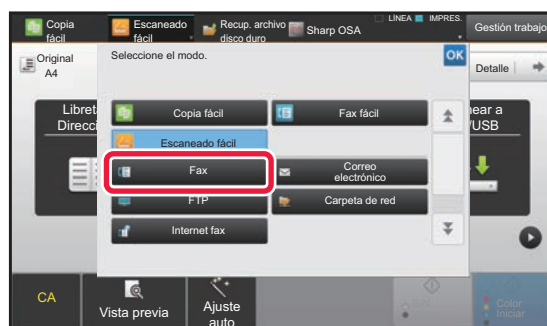 Copia
fácil
Escaneado
fácil
Recup. archivo
disco duro
Sharp OSA
LÍNEA
IMPRES.
Gestión trabajo
Original
A4
Seleccione el modo.
OK
Detalle
Copia fácil
Fax fácil
Escaneado fácil
Fax
Correo
electrónico
FTP
Carpeta de red
Internet fax
Libret
Direcci
near a
/USB
CA
Vista previa
Ajuste
auto
Color
Iniciar